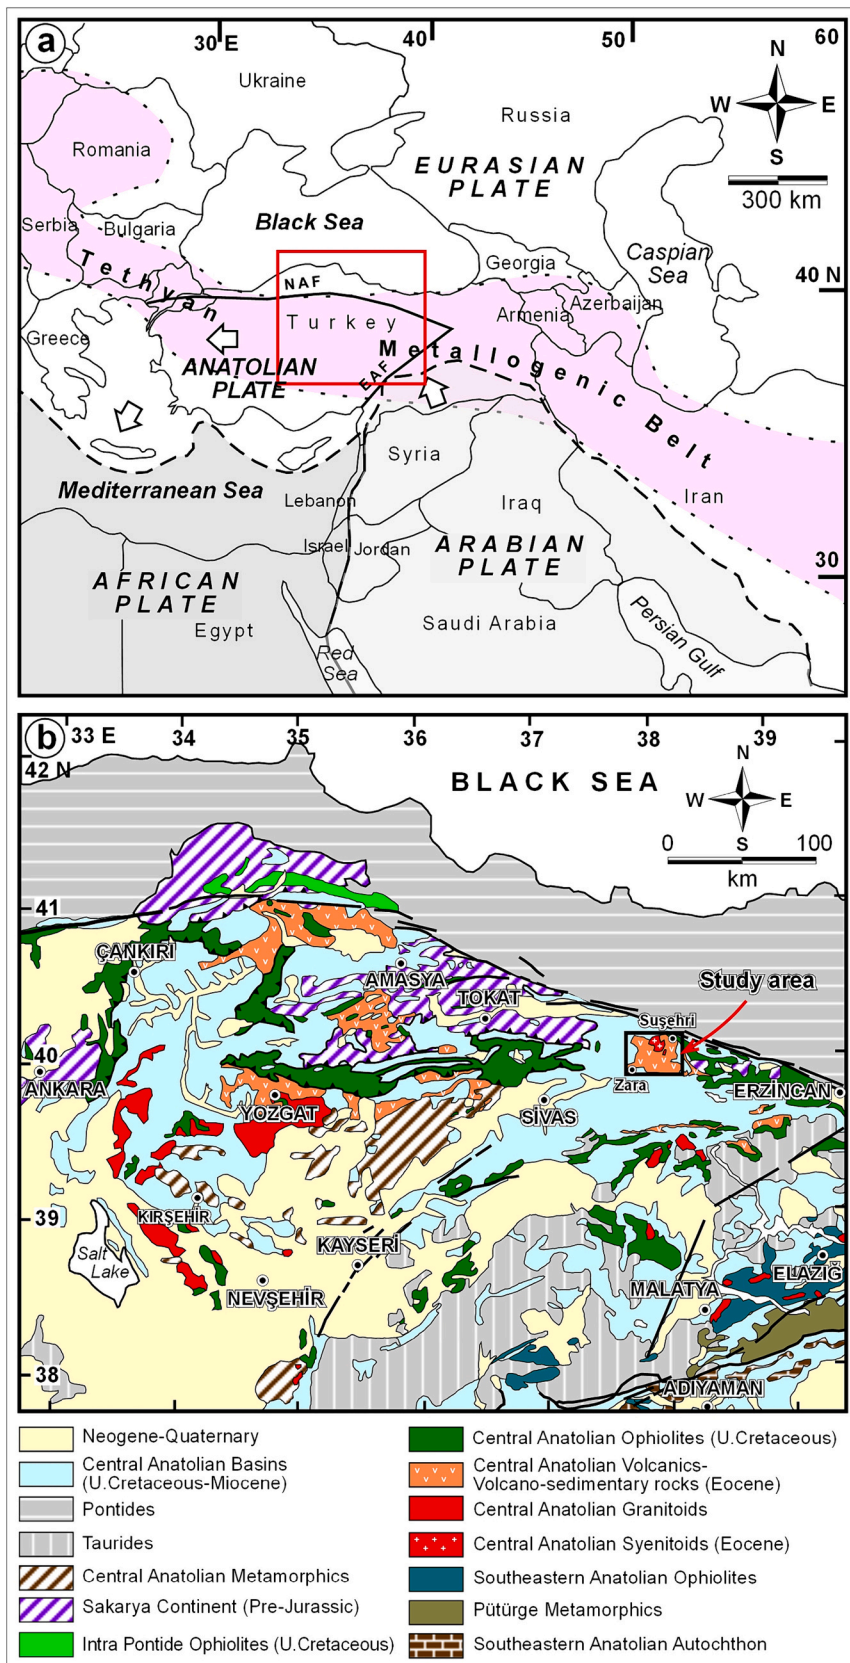 a
30 E
40
50
60
Ukraine
Russia
N
W
E
S
300 km
Romania
EURASIAN
PLATE
Serbia
Bulgaria
Black Sea
Caspian
Sea
Georgia
40 N
Tethyan
NAF
Azerbaijan
Armenia
Turkey
Greece
Metallogenic Belt
ANATOLIAN
PLATE
EAF
Syria
Mediterranean Sea
Lebanon
Iraq
Iran
Israel
Jordan
ARABIAN
PLATE
30
AFRICAN
PLATE
Egypt
Saudi Arabia
Persian Gulf
Red
Sea
b
33 E
34
35
36
37
38
39
42 N
BLACK SEA
N
W
E
S
0
100
km
41
ÇANKIRI
AMASYA
TOKAT
Study area
Suşehri
40
ANKARA
Zara
ERZİNCAN
YOZGAT
SİVAS
39
KIRŞEHİR
Salt
Lake
KAYSERİ
NEVŞEHİR
MALATYA
ELAZIĞ
38
ADIYAMAN
Neogene-Quaternary
Central Anatolian Basins
(U.Cretaceous-Miocene)
Pontides
Taurides
Central Anatolian Metamorphics
Sakarya Continent (Pre-Jurassic)
Intra Pontide Ophiolites (U.Cretaceous)
Central Anatolian Ophiolites (U.Cretaceous)
Central Anatolian Volcanics-
Volcano-sedimentary rocks (Eocene)
Central Anatolian Granitoids
Central Anatolian Syenitoids (Eocene)
Southeastern Anatolian Ophiolites
Pütürge Metamorphics
Southeastern Anatolian Autochthon